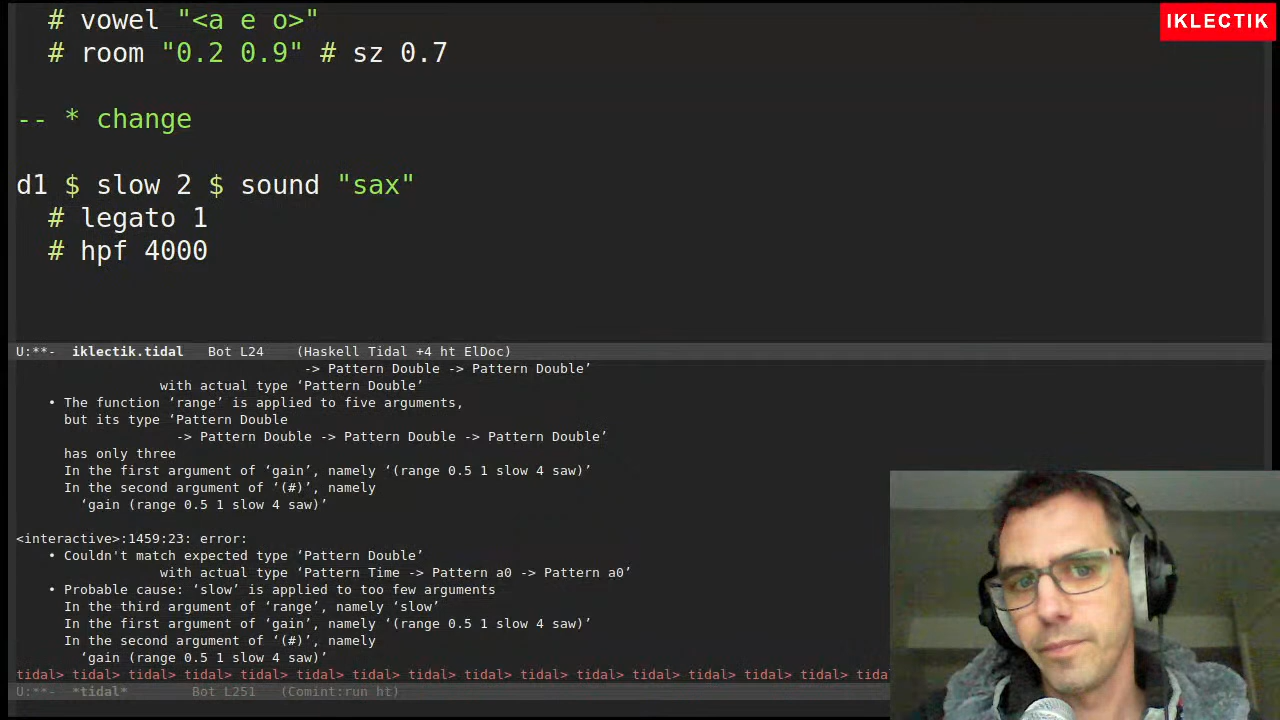 # vowel "<a e o>"
IKLECTIK
# room "0.2 0.9" # sz 0.7
-- * change
d1 $ slow 2 $ sound "sax"
# legato 1
# hpf 4000
U:**-  iklectik.tidal   Bot L24    (Haskell Tidal +4 ht ElDoc)
-> Pattern Double -> Pattern Double’
with actual type ‘Pattern Double’
• The function ‘range’ is applied to five arguments,
but its type ‘Pattern Double
-> Pattern Double -> Pattern Double -> Pattern Double’
has only three
In the first argument of ‘gain’, namely ‘(range 0.5 1 slow 4 saw)’
In the second argument of ‘(#)’, namely
‘gain (range 0.5 1 slow 4 saw)’
<interactive>:1459:23: error:
• Couldn't match expected type ‘Pattern Double’
with actual type ‘Pattern Time -> Pattern a0 -> Pattern a0’
• Probable cause: ‘slow’ is applied to too few arguments
In the third argument of ‘range’, namely ‘slow’
In the first argument of ‘gain’, namely ‘(range 0.5 1 slow 4 saw)’
In the second argument of ‘(#)’, namely
‘gain (range 0.5 1 slow 4 saw)’
tidal> tidal> tidal> tidal> tidal> tidal> tidal> tidal> tidal> tidal> tidal> tidal> tidal> tidal> tidal> tida
U:**-  *tidal*        Bot L251   (Comint:run ht)